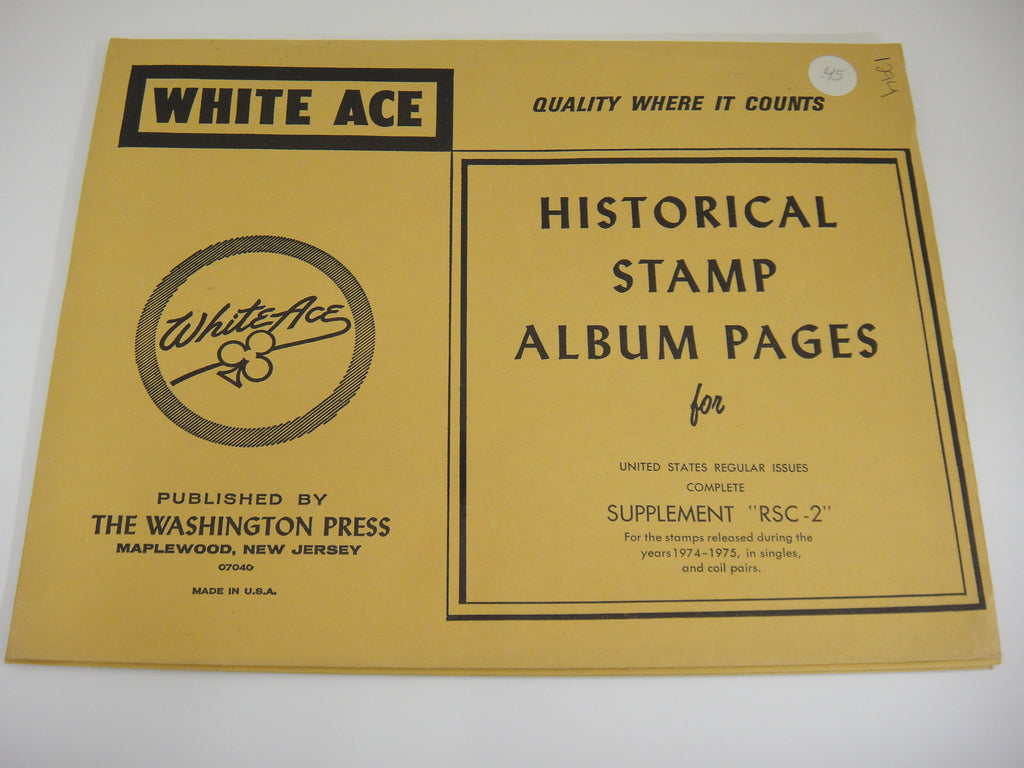 WHITE ACE
QUALITY WHERE IT COUNTS
.45
1974
HISTORICAL
STAMP
ALBUM PAGES
for
UNITED STATES REGULAR ISSUES
COMPLETE
SUPPLEMENT "RSC-2"
For the stamps released during the
years 1974-1975, in singles,
and coil pairs.
White Ace
PUBLISHED BY
THE WASHINGTON PRESS
MAPLEWOOD, NEW JERSEY
07040
MADE IN U.S.A.